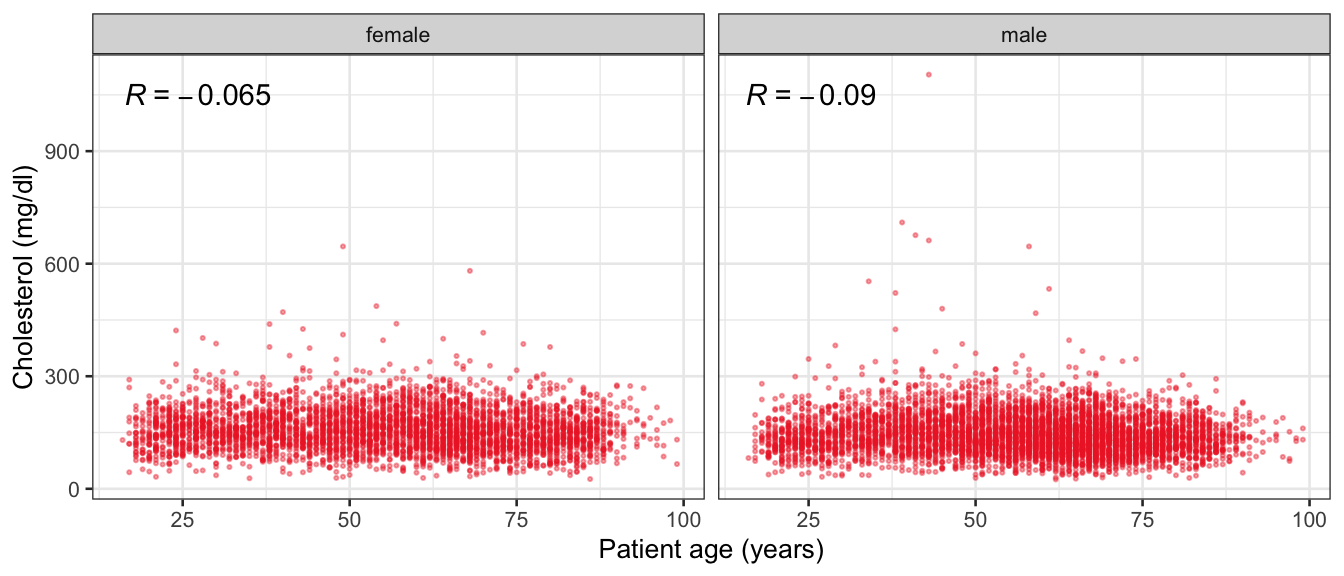 female
male
R = −0.065
R = −0.09
Cholesterol (mg/dl)
900
600
300
0
25 50 75 100
25 50 75 100
Patient age (years)